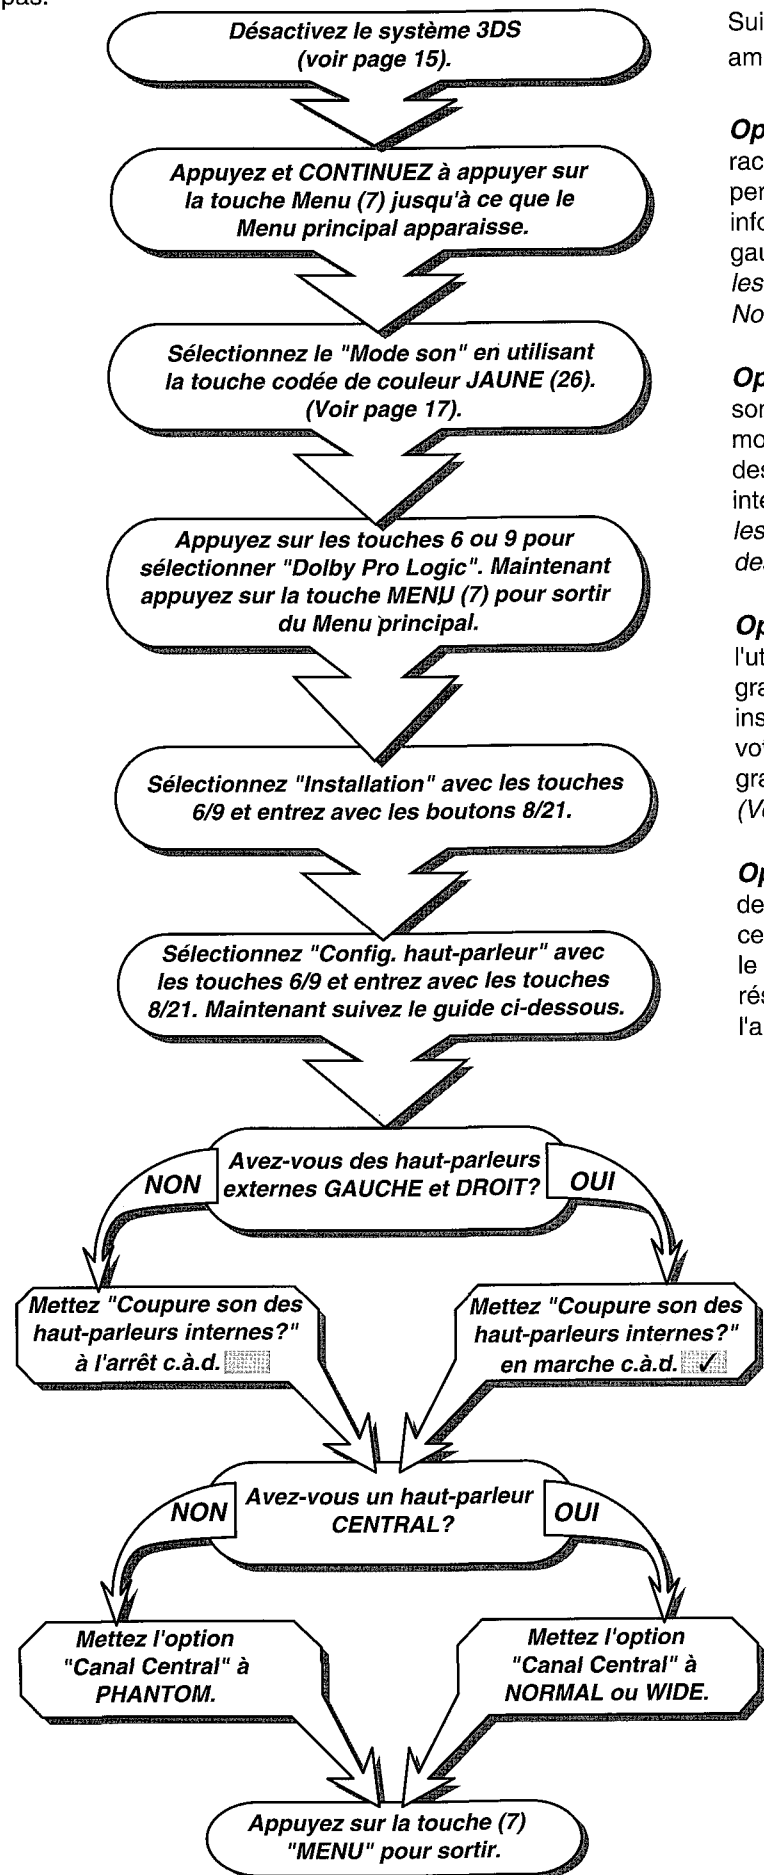 pas.
Désactivez le système 3DS
(voir page 15).
Appuyez et CONTINUEZ à appuyer sur
la touche Menu (7) jusqu'à ce que le
Menu principal apparaisse.
Sélectionnez le "Mode son" en utilisant
la touche codée de couleur JAUNE (26).
(Voir page 17).
Appuyez sur les touches 6 ou 9 pour
sélectionner "Dolby Pro Logic". Maintenant
appuyez sur la touche MENU (7) pour sortir
du Menu principal.
Sélectionnez "Installation" avec les touches
6/9 et entrez avec les boutons 8/21.
Sélectionnez "Config. haut-parleur" avec
les touches 6/9 et entrez avec les touches
8/21. Maintenant suivez le guide ci-dessous.
Avez-vous des haut-parleurs
externes GAUCHE et DROIT?
NON
OUI
Mettez "Coupure son des
haut-parleurs internes?"
à l'arrêt c.à.d.
Mettez "Coupure son des
haut-parleurs internes?"
en marche c.à.d. ✓
Avez-vous un haut-parleur
CENTRAL?
NON
OUI
Mettez l'option
"Canal Central" à
PHANTOM.
Mettez l'option
"Canal Central" à
NORMAL ou WIDE.
Appuyez sur la touche (7)
"MENU" pour sortir.
Sui
am
Op
rac
per
info
gau
les
No
Op
son
mo
des
inte
les
des
Op
l'ut
gra
ins
vot
gra
(Vo
Op
de
ce
le
rés
l'a